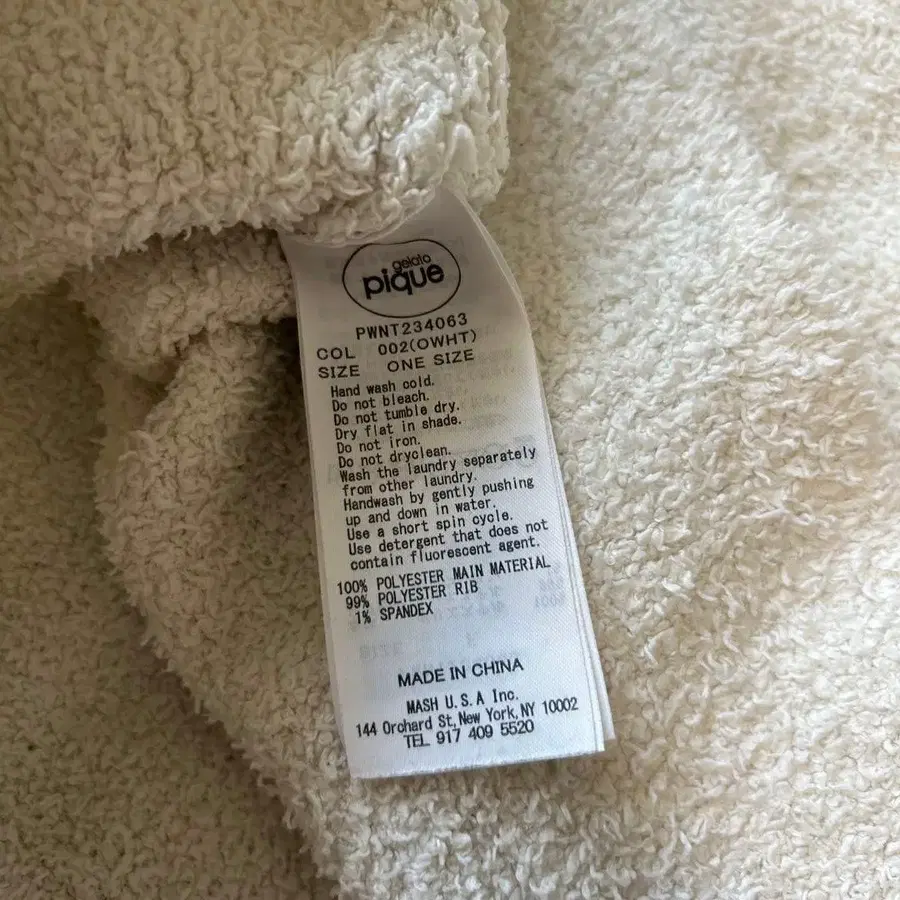 gelato
pique
PWNT234063
COL 002(OWHT)
SIZE ONE SIZE
Hand wash cold.
Do not bleach.
Do not tumble dry.
Dry flat in shade.
Do not iron.
Do not dryclean.
Wash the laundry separately
from other laundry.
Handwash by gently pushing
up and down in water.
Use a short spin cycle.
Use detergent that does not
contain fluorescent agent.
100% POLYESTER MAIN MATERIAL
99% POLYESTER RIB
1% SPANDEX
MADE IN CHINA
MASH U.S.A Inc.
144 Orchard St, New York, NY 10002
TEL 917 409 5520